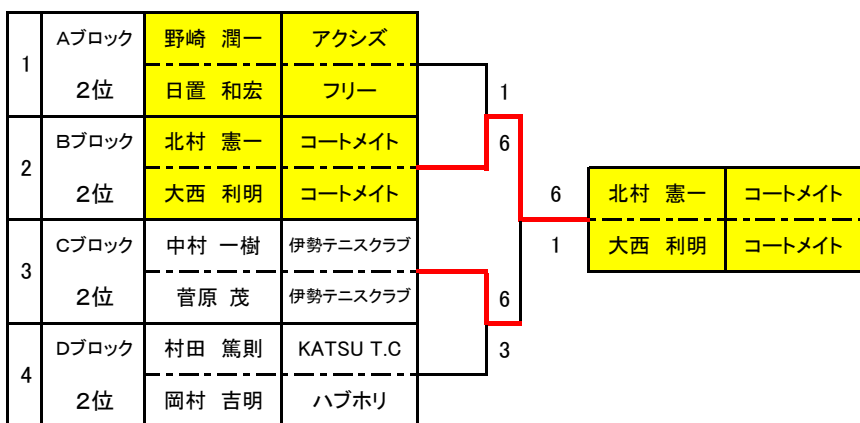 1 Aブロック 野崎 潤一 アクシズ
2位 日置 和宏 フリー
1
2 Bブロック 北村 憲一 コートメイト
6
2位 大西 利明 コートメイト
6 北村 憲一 コートメイト
1 大西 利明 コートメイト
3 Cブロック 中村 一樹 伊勢テニスクラブ
2位 菅原 茂 伊勢テニスクラブ
6
4 Dブロック 村田 篤則 KATSU T.C
3
2位 岡村 吉明 ハブホリ